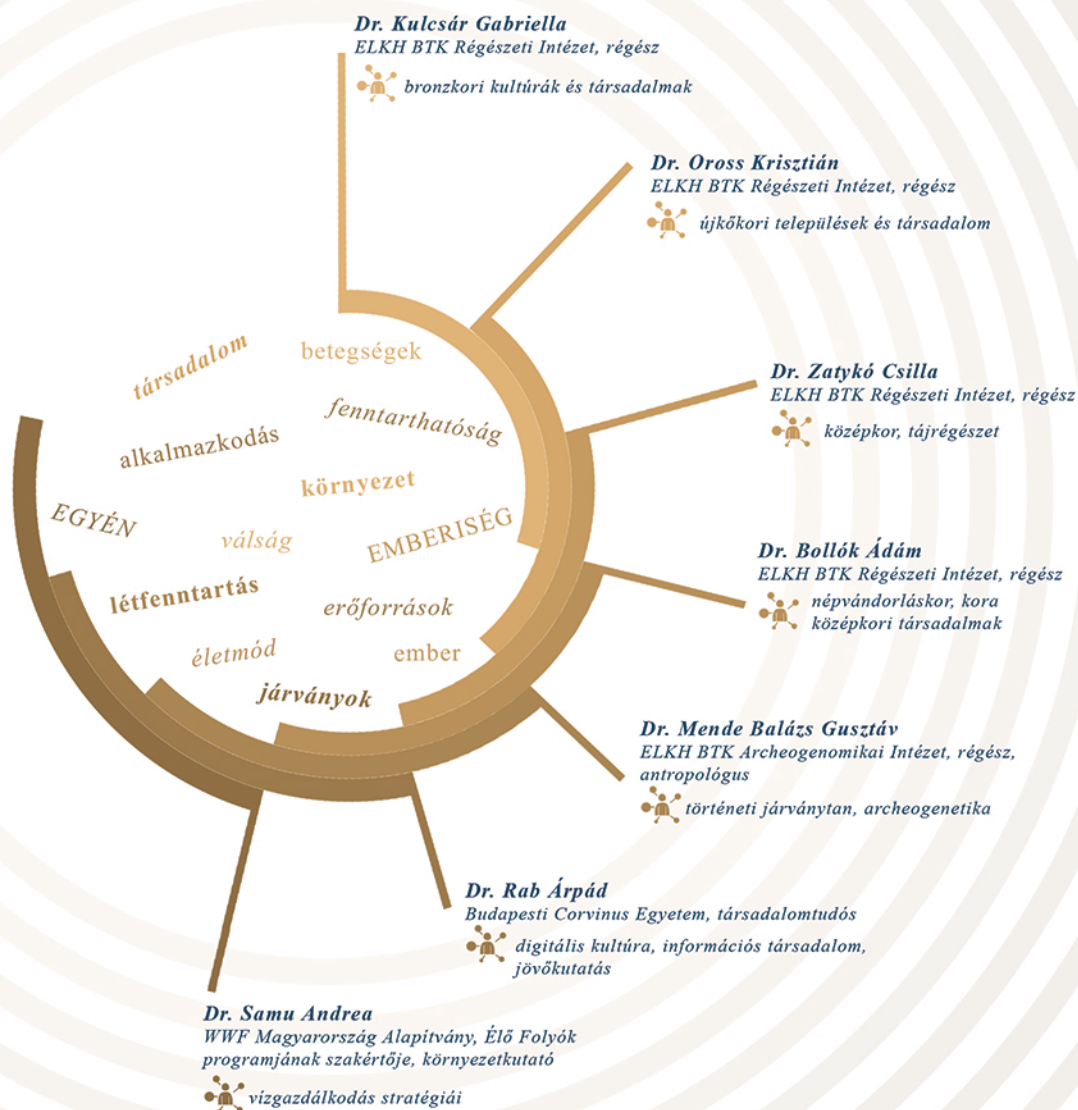 Dr. Kulcsár Gabriella
ELKH BTK Régészeti Intézet, régész
bronzkori kultúrák és társadalmak
Dr. Oross Krisztián
ELKH BTK Régészeti Intézet, régész
újkőkori települések és társadalom
Dr. Zatykó Csilla
ELKH BTK Régészeti Intézet, régész
középkor, tájrégészet
Dr. Bollók Ádám
ELKH BTK Régészeti Intézet, régész
népvándorláskor, kora
középkori társadalmak
Dr. Mende Balázs Gusztáv
ELKH BTK Archeogenomikai Intézet, régész,
antropológus
történeti járványtan, archeogenetika
Dr. Rab Árpád
Budapesti Corvinus Egyetem, társadalomtudós
digitális kultúra, információs társadalom,
jövőkutatás
Dr. Samu Andrea
WWF Magyarország Alapítvány, Élő Folyók
programjának szakértője, környezetkutató
vízgazdálkodás stratégiái
társadalom
betegségek
fenntarthatóság
alkalmazkodás
környezet
EGYÉN
válság
EMBERISÉG
létfenntartás
erőforrások
életmód
ember
járványok